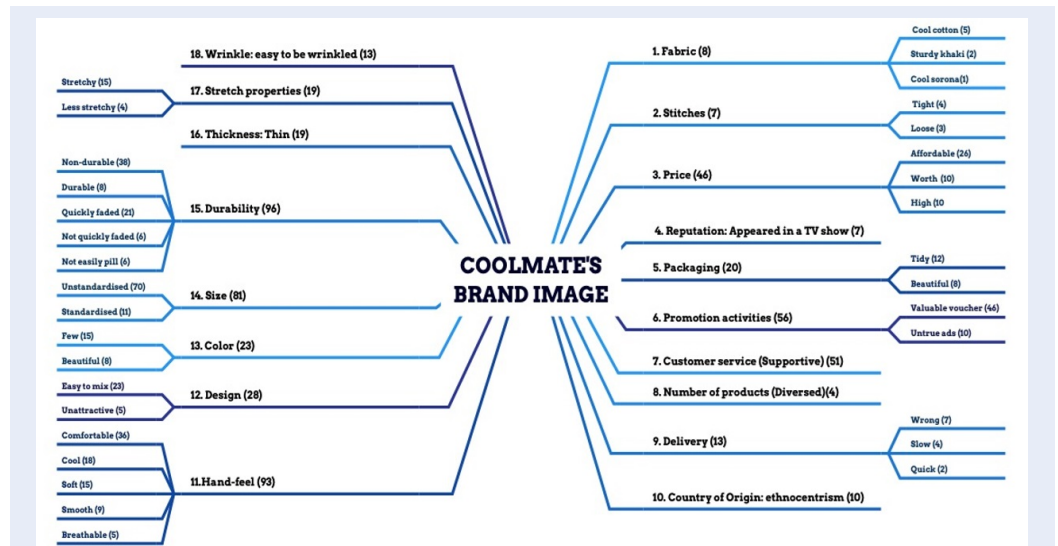 COOLMATE'S
BRAND IMAGE
1. Fabric (8)
Cool cotton (5)
Sturdy khaki (2)
Cool sorona(1)
2. Stitches (7)
Tight (4)
Loose (3)
3. Price (46)
Affordable (26)
Worth (10)
High (10
4. Reputation: Appeared in a TV show (7)
5. Packaging (20)
Tidy (12)
Beautiful (8)
6. Promotion activities (56)
Valuable voucher (46)
Untrue ads (10)
7. Customer service (Supportive) (51)
8. Number of products (Diversed)(4)
9. Delivery (13)
Wrong (7)
Slow (4)
Quick (2)
10. Country of Origin: ethnocentrism (10)
11.Hand-feel (93)
Comfortable (36)
Cool (18)
Soft (15)
Smooth (9)
Breathable (5)
12. Design (28)
Easy to mix (23)
Unattractive (5)
13. Color (23)
Few (15)
Beautiful (8)
14. Size (81)
Unstandardised (70)
Standardised (11)
15. Durability (96)
Non-durable (38)
Durable (8)
Quickly faded (21)
Not quickly faded (6)
Not easily pill (6)
16. Thickness: Thin (19)
17. Stretch properties (19)
Stretchy (15)
Less stretchy (4)
18. Wrinkle: easy to be wrinkled (13)